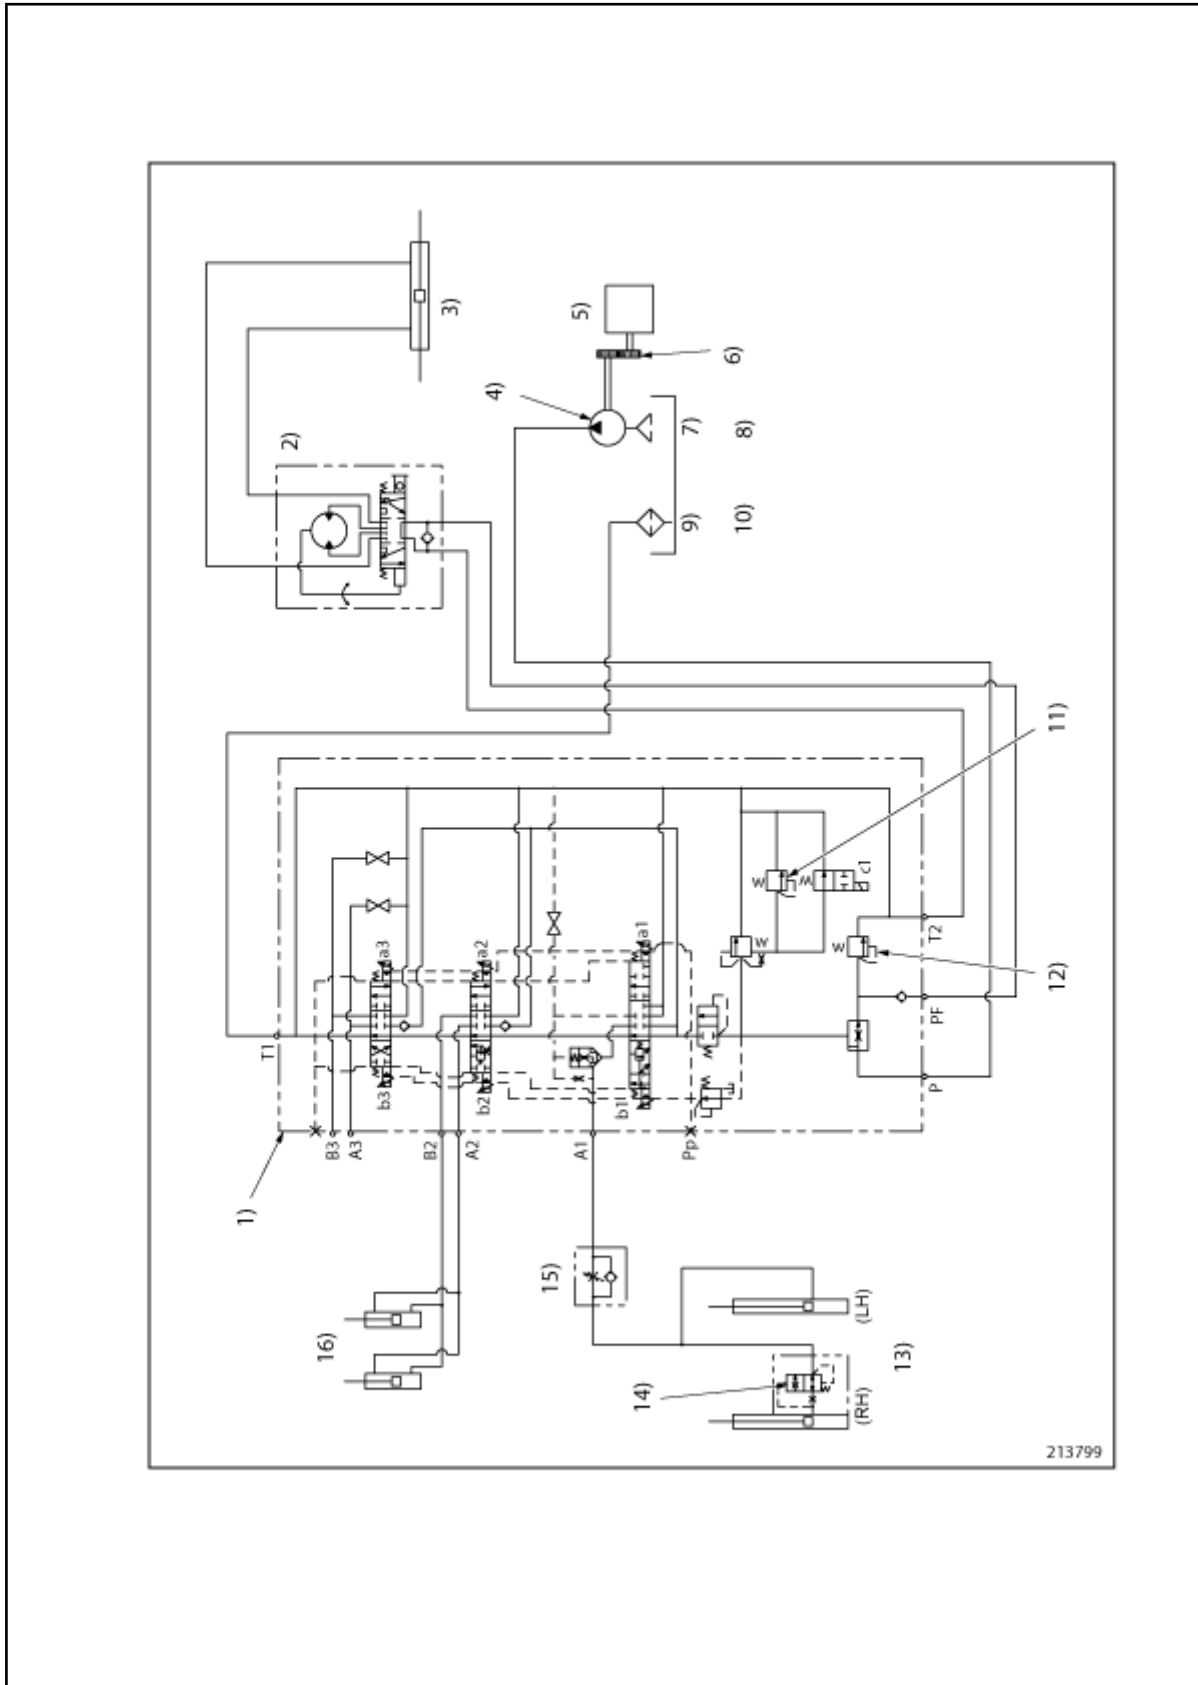 1)
2)
3)
4)
5)
6)
7)
8)
9)
10)
11)
12)
13)
14)
15)
16)
T1
B3
A3
B2
A2
A1
Pp
P
PF
T2
a3
b3
a2
b2
a1
b1
c1
(LH)
(RH)
213799